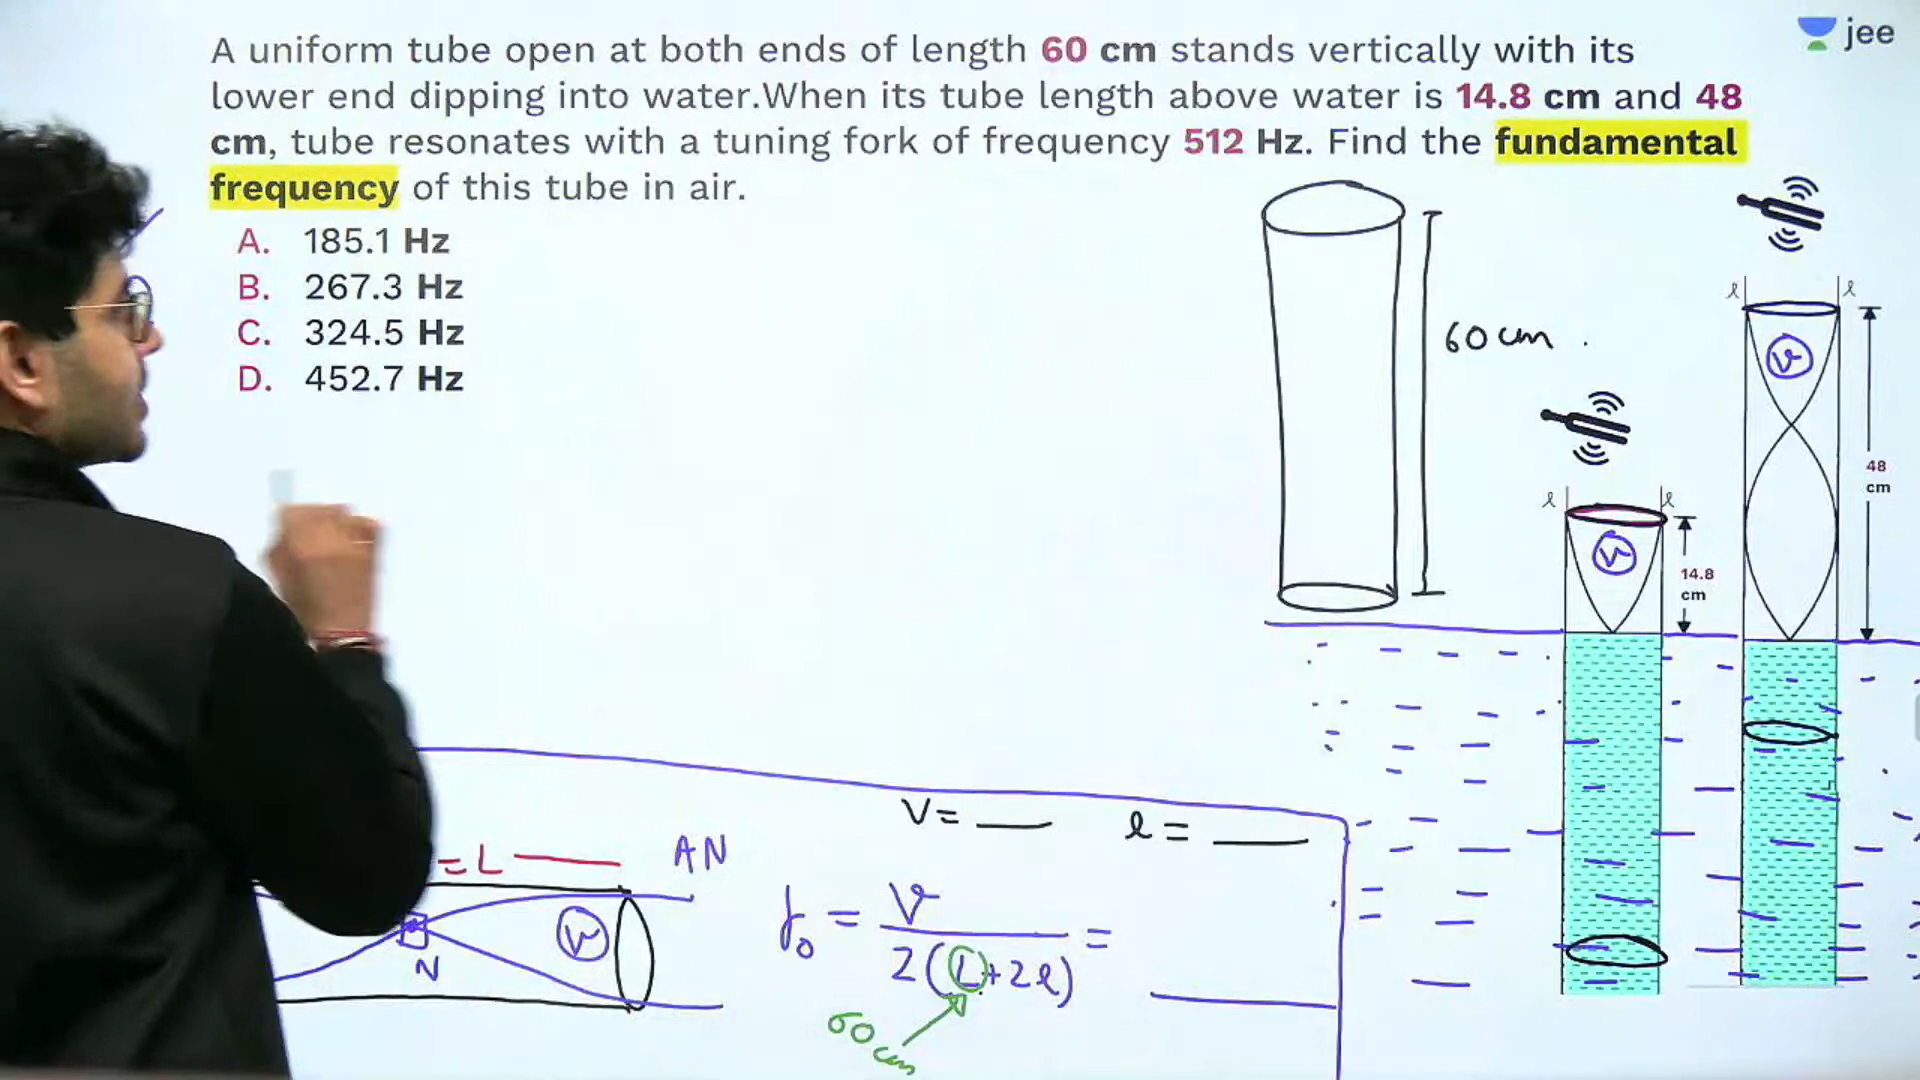 A uniform tube open at both ends of length 60 cm stands vertically with its
lower end dipping into water.When its tube length above water is 14.8 cm and 48
cm, tube resonates with a tuning fork of frequency 512 Hz. Find the fundamental
frequency of this tube in air.
jee
A. 185.1 Hz
B. 267.3 Hz
C. 324.5 Hz
D. 452.7 Hz
60 cm .
l l
v
48
cm
l l
v
14.8
cm
V= ___ l = ___
= L
AN
v
N
f₀ = v / 2(L+2l) =
60 cm